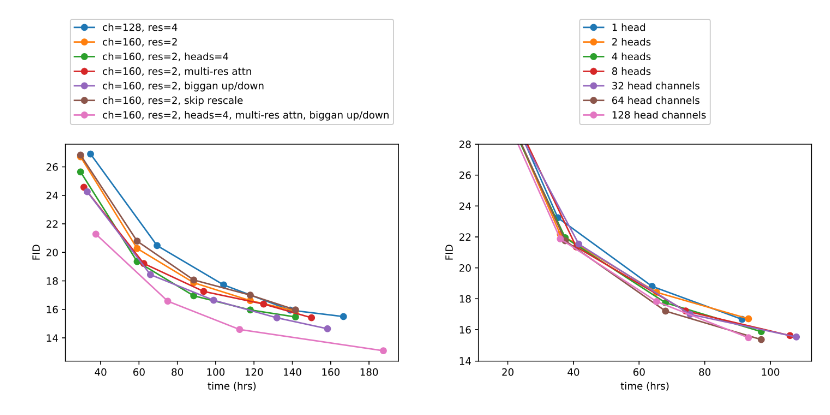 ch=128, res=4
ch=160, res=2
ch=160, res=2, heads=4
ch=160, res=2, multi-res attn
ch=160, res=2, biggan up/down
ch=160, res=2, skip rescale
ch=160, res=2, heads=4, multi-res attn, biggan up/down
FID
26
24
22
20
18
16
14
40
60
80
100
120
140
160
180
time (hrs)
1 head
2 heads
4 heads
8 heads
32 head channels
64 head channels
128 head channels
FID
28
26
24
22
20
18
16
14
20
40
60
80
100
time (hrs)